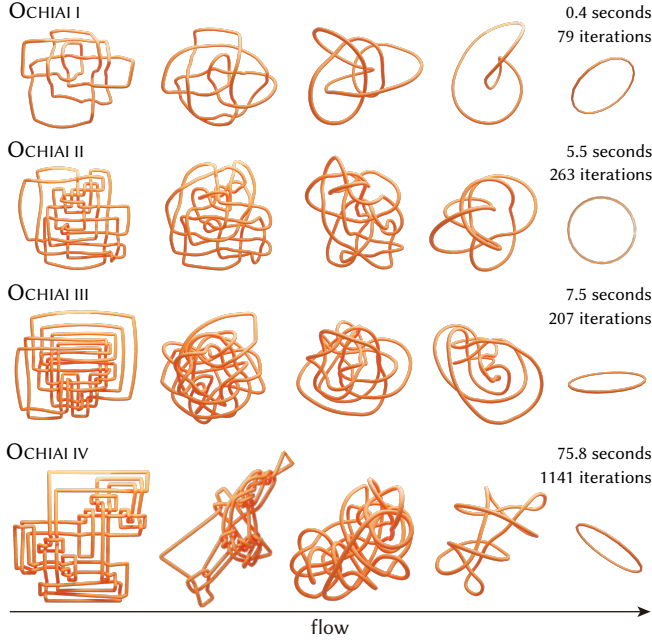 OCHIAI I
0.4 seconds
79 iterations
OCHIAI II
5.5 seconds
263 iterations
OCHIAI III
7.5 seconds
207 iterations
OCHIAI IV
75.8 seconds
1141 iterations
flow